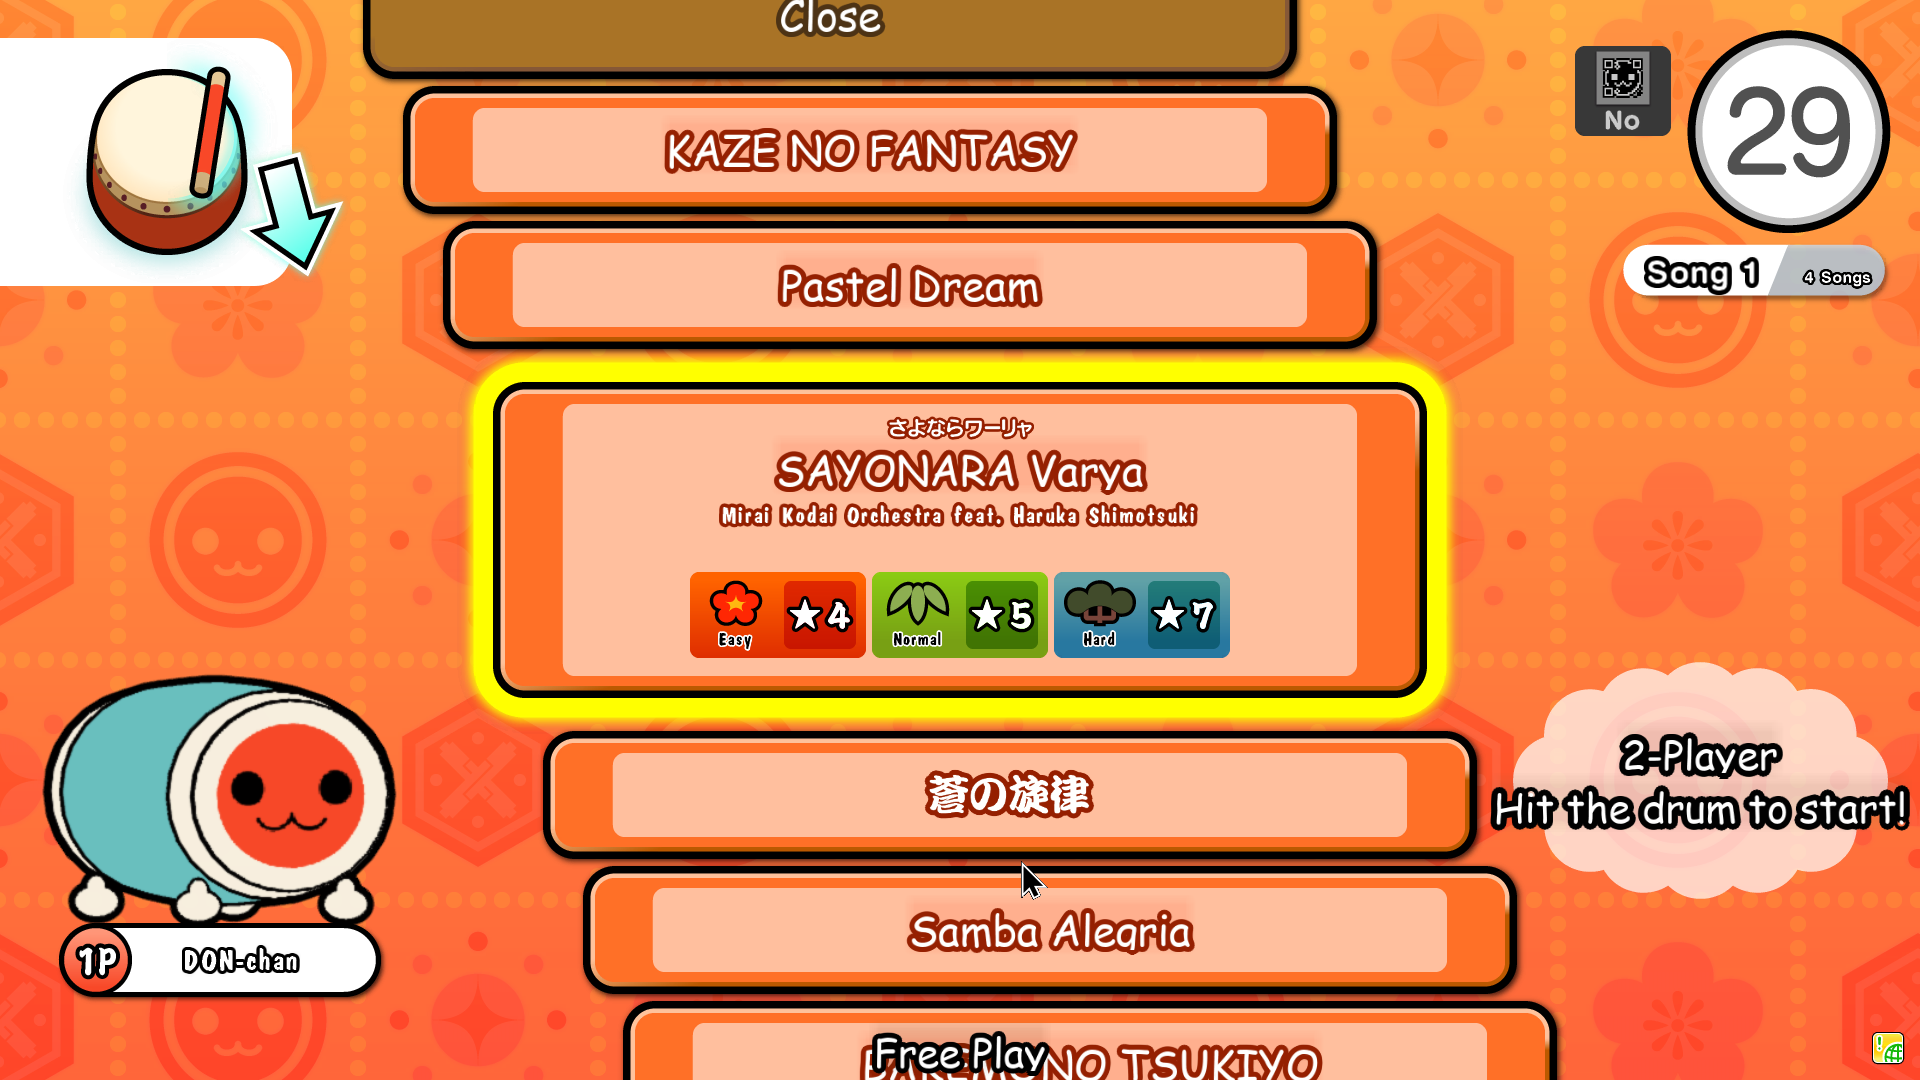 Close
KAZE NO FANTASY
No
29
Pastel Dream
Song 1
4 Songs
さよならワーリャ
SAYONARA Varya
Mirai Kodai Orchestra feat. Haruka Shimotsuki
Easy
★4
Normal
★5
Hard
★7
蒼の旋律
2-Player
Hit the drum to start!
Samba Alegria
1P
DON-chan
Free Play
TSUKIYO